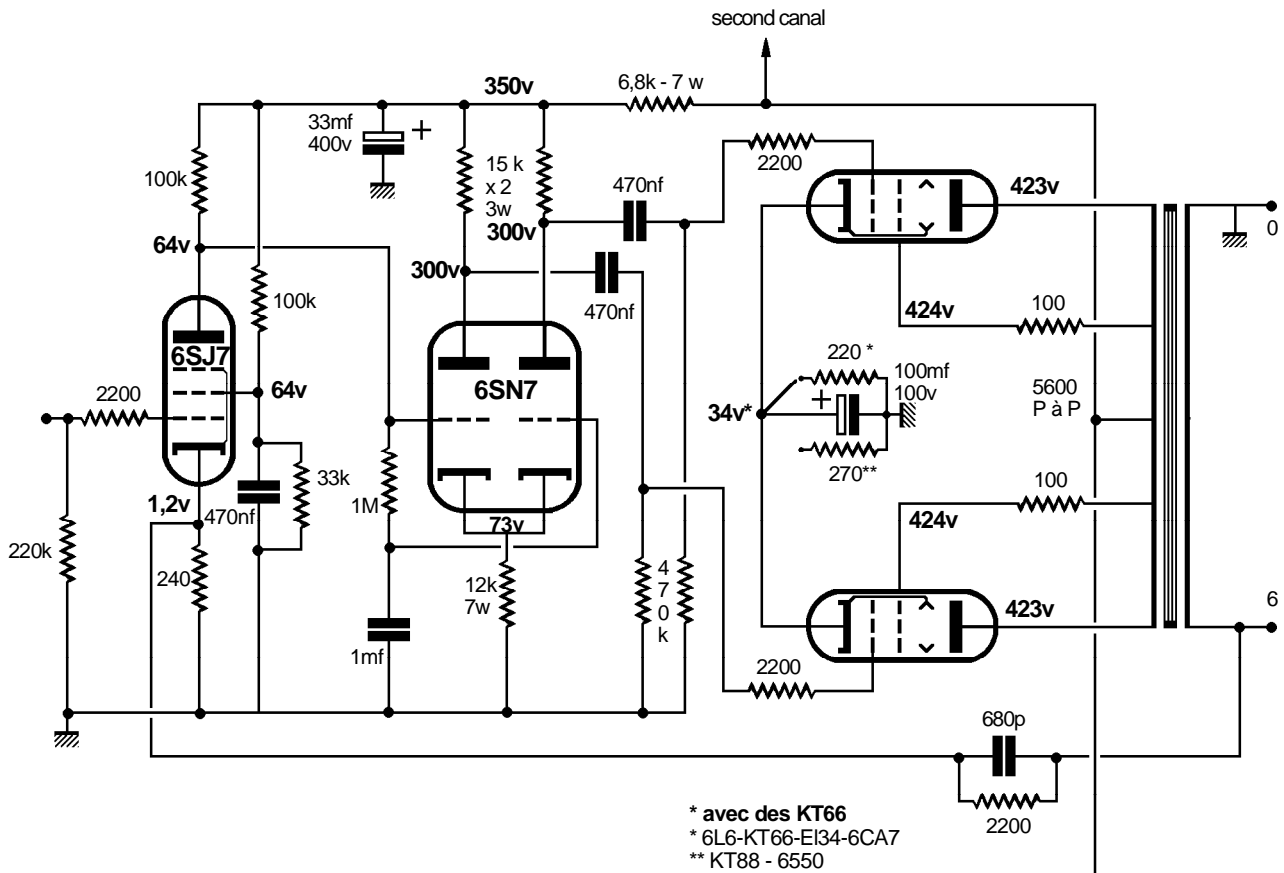 second canal
350v
6,8k - 7 w
33mf
400v
+
100k
15 k
x 2
3w
2200
470nf
423v
64v
300v
300v
0
100k
470nf
424v
100
6SJ7
6SN7
220 *
100mf
100v
2200
64v
+
5600
P à P
34v*
270**
33k
1M
1,2v
470nf
100
73v
424v
220k
240
12k
7w
4
7
0
k
423v
6
1mf
2200
680p
2200
* avec des KT66
* 6L6-KT66-El34-6CA7
** KT88 - 6550